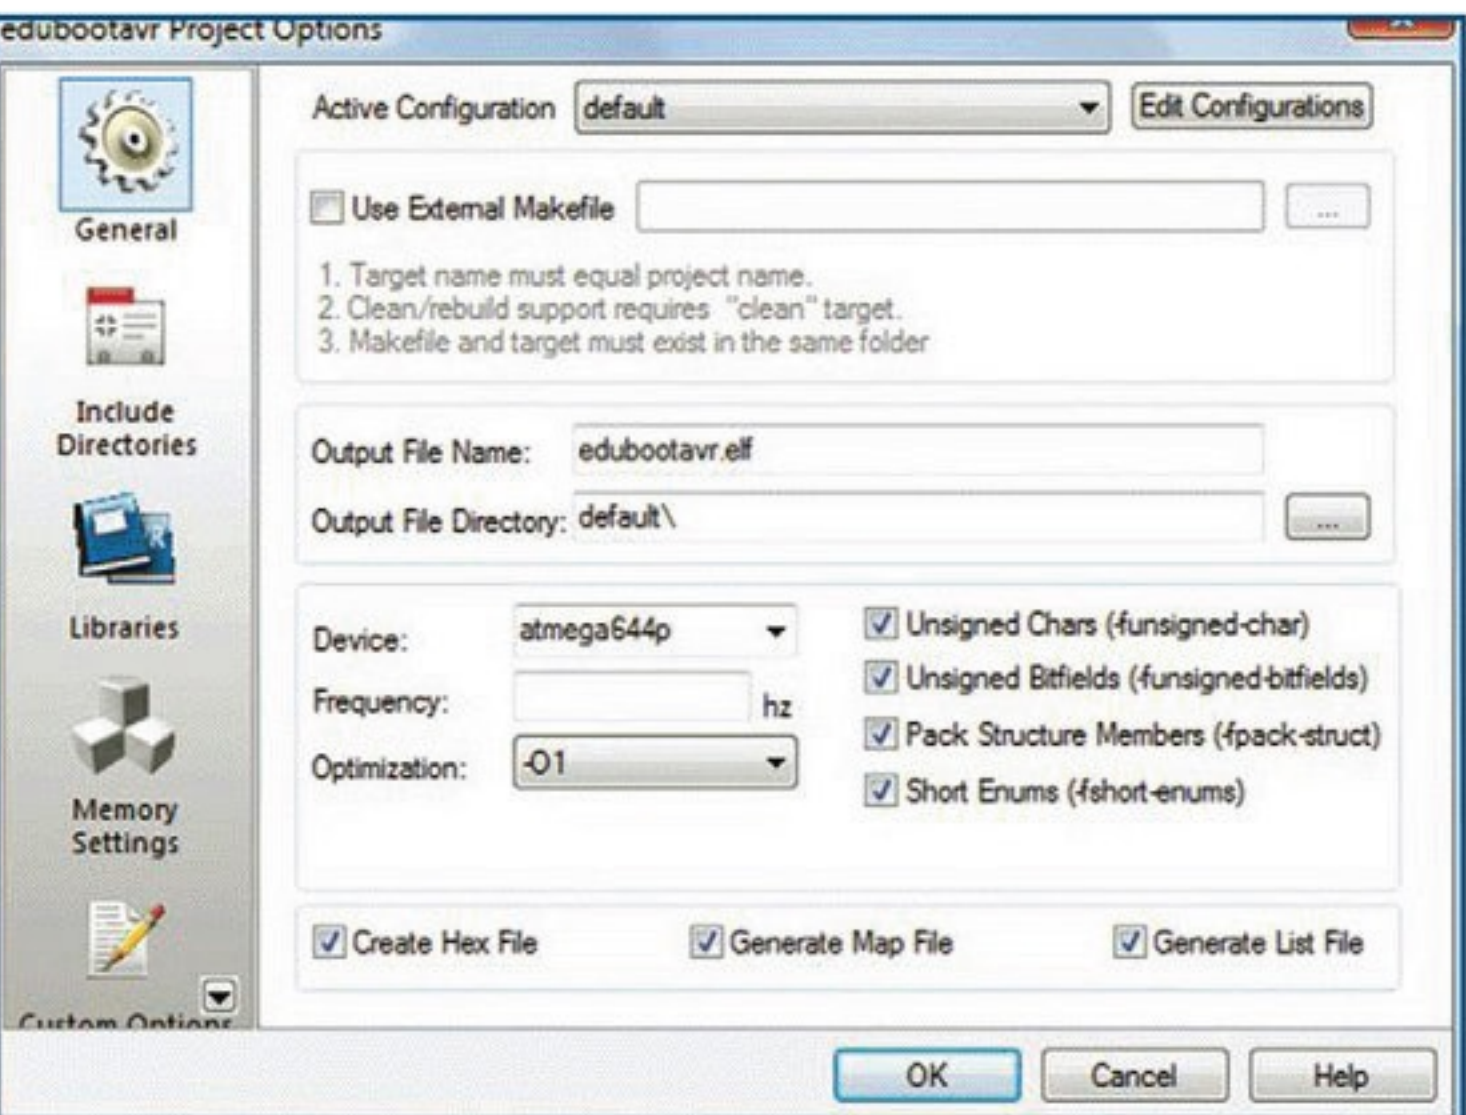 edubootavr Project Options
General
Include
Directories
Libraries
Memory
Settings
Custom Options
Active Configuration default Edit Configurations
Use External Makefile ...
1. Target name must equal project name.
2. Clean/rebuild support requires "clean" target.
3. Makefile and target must exist in the same folder
Output File Name: edubootavr.elf
Output File Directory: default\ ...
Device: atmega644p
Frequency: hz
Optimization: -O1
Unsigned Chars (-funsigned-char)
Unsigned Bitfields (-funsigned-bitfields)
Pack Structure Members (-fpack-struct)
Short Enums (-fshort-enums)
Create Hex File Generate Map File Generate List File
OK Cancel Help